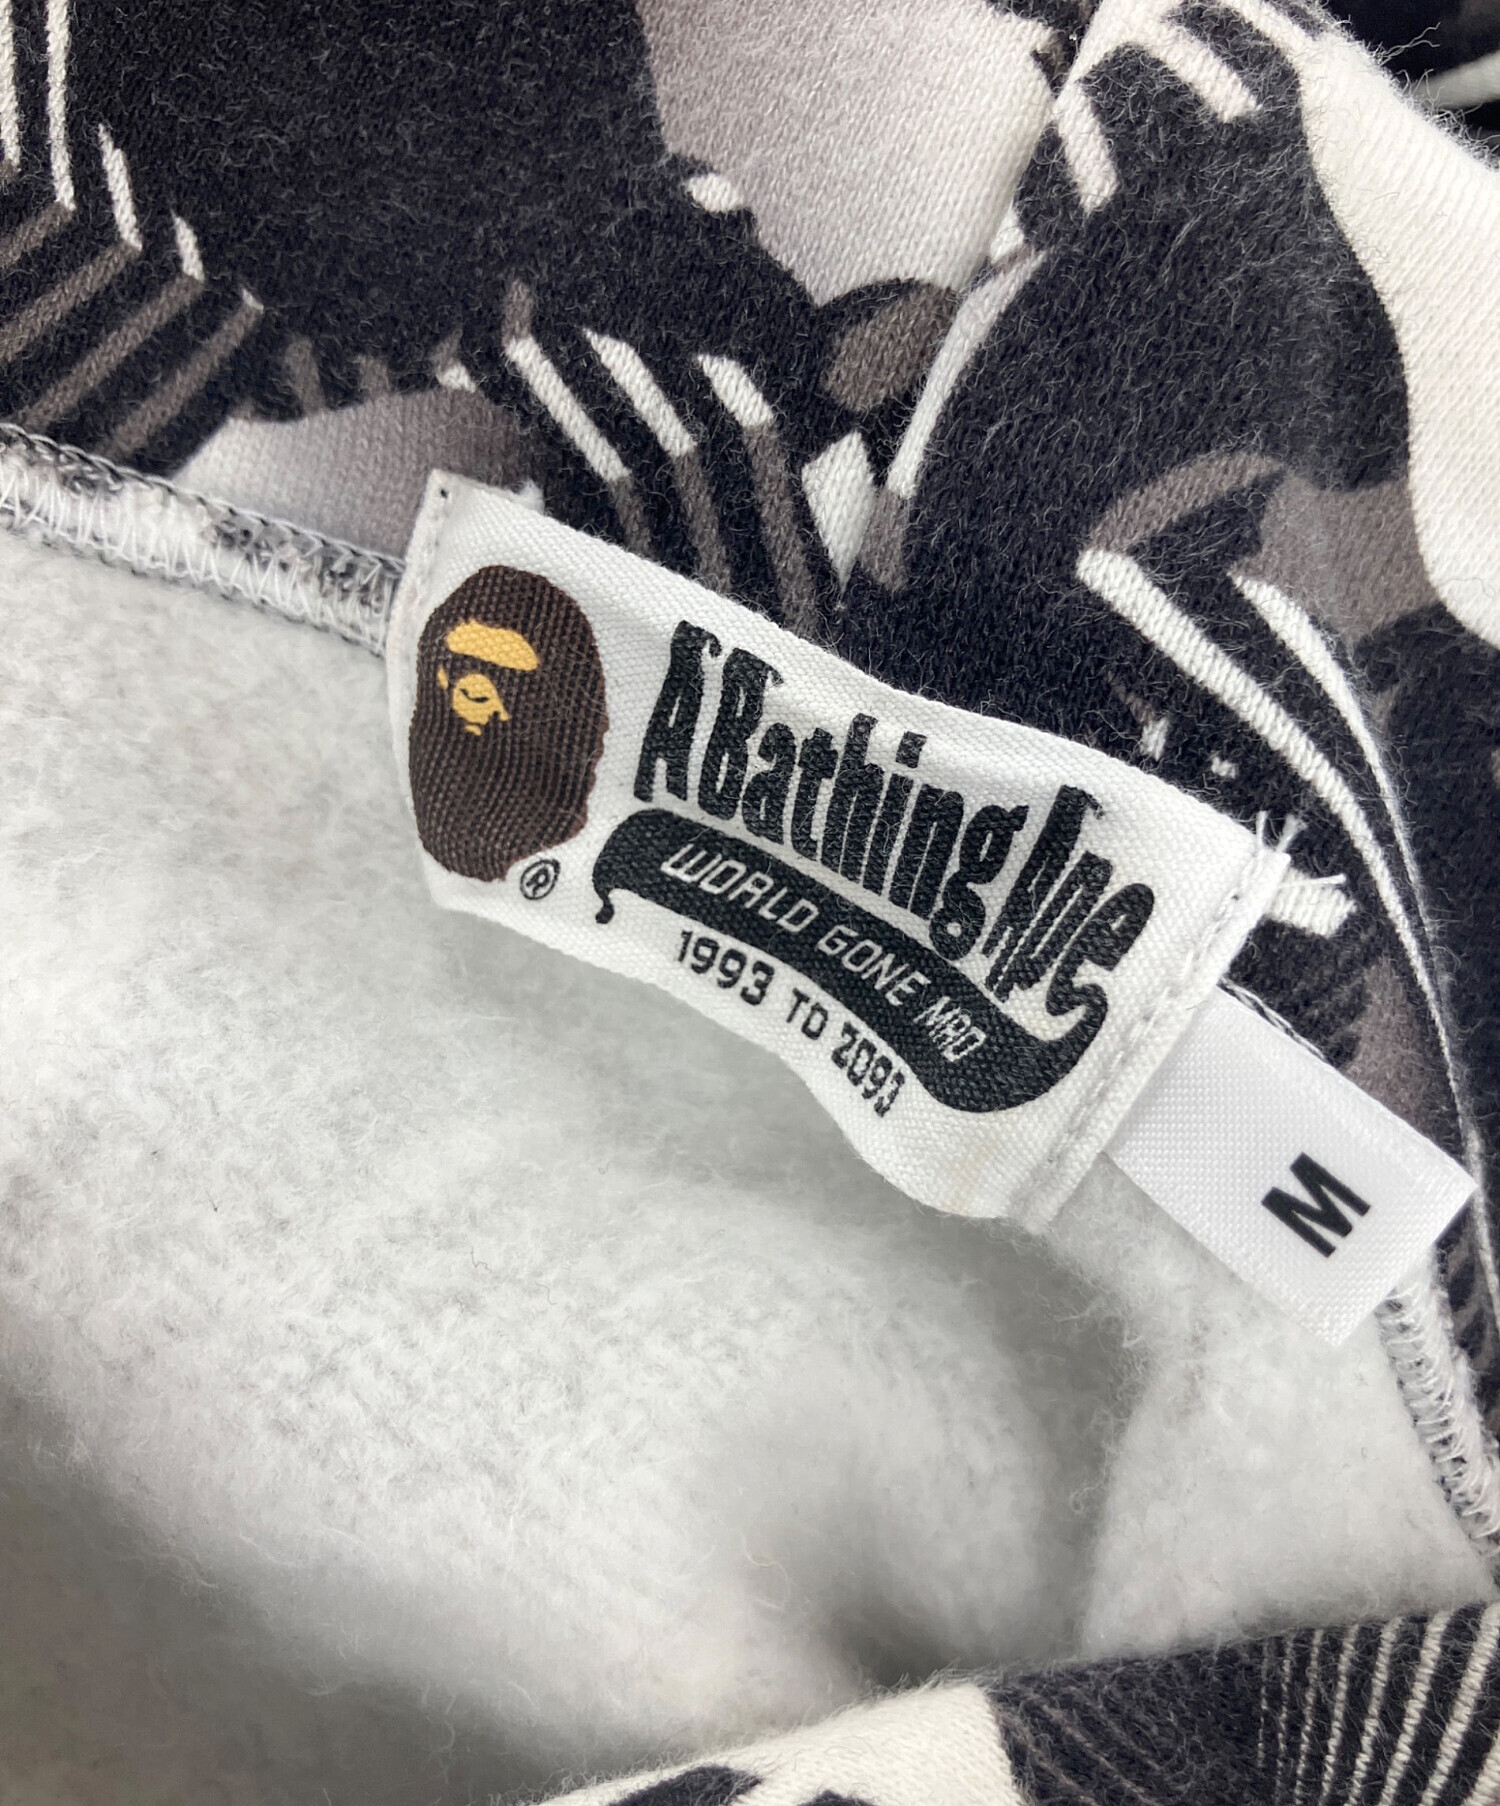 A Bathing Ape
WORLD GONE MAD
1993 TO 2093
®
M